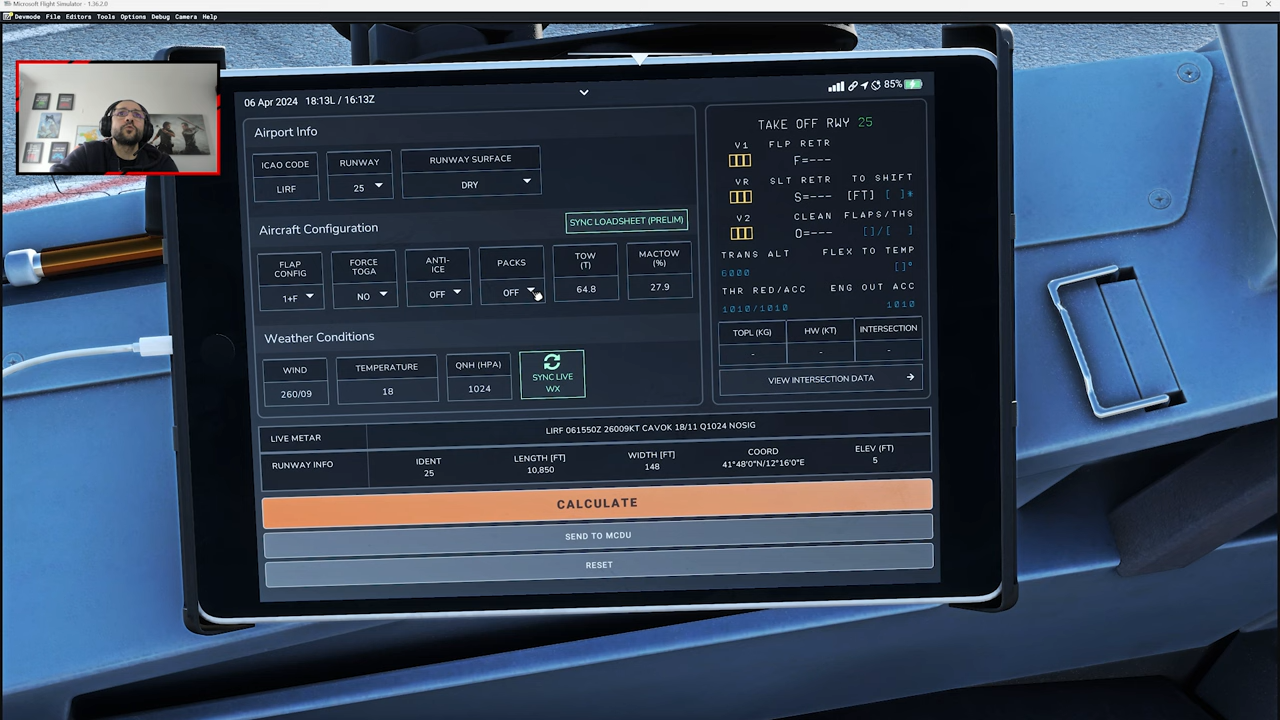 Microsoft Flight Simulator - 1.36.2.0
Devmode File Editors Tools Options Debug Camera Help
06 Apr 2024 18:13L / 16:13Z
85%
Airport Info
ICAO CODE
LIRF
RUNWAY
25
RUNWAY SURFACE
DRY
Aircraft Configuration
SYNC LOADSHEET (PRELIM)
FLAP
CONFIG
1+F
FORCE
TOGA
NO
ANTI-
ICE
OFF
PACKS
OFF
TOW
(T)
64.8
MACTOW
(%)
27.9
Weather Conditions
WIND
260/09
TEMPERATURE
18
QNH (HPA)
1024
SYNC LIVE
WX
TAKE OFF RWY 25
V1 FLP RETR
F=---
VR SLT RETR TO SHIFT
S=--- [FT] [ ]*
V2 CLEAN FLAPS/THS
O=--- []/[ ]
TRANS ALT FLEX TO TEMP
6000 []°
THR RED/ACC ENG OUT ACC
1010/1010 1010
TOPL (KG) HW (KT) INTERSECTION
- - -
VIEW INTERSECTION DATA
LIVE METAR LIRF 061550Z 26009KT CAVOK 18/11 Q1024 NOSIG
RUNWAY INFO
IDENT
25
LENGTH [FT]
10,850
WIDTH [FT]
148
COORD
41°48'0"N/12°16'0"E
ELEV (FT)
5
CALCULATE
SEND TO MCDU
RESET